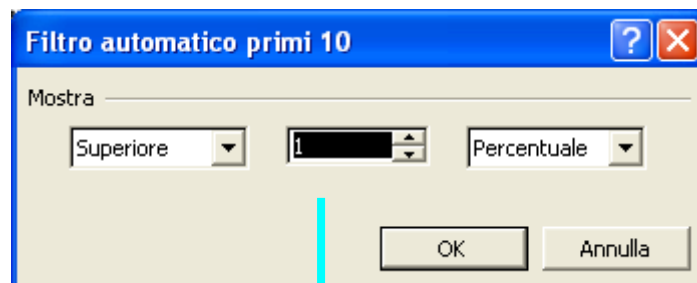 Filtro automatico primi 10
Mostra
Superiore 1 Percentuale
OK Annulla